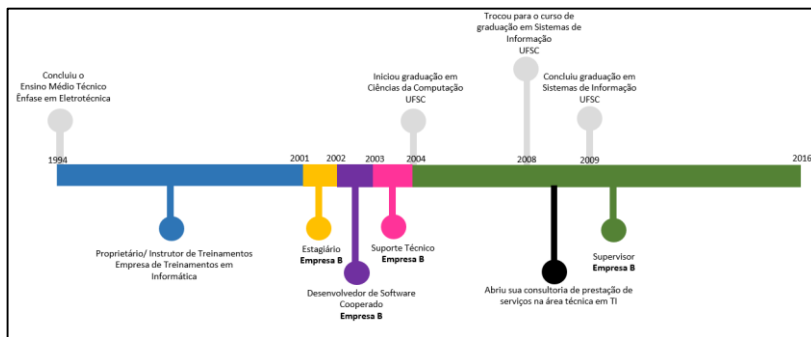 Trocou para o curso de
graduação em Sistemas de
Informação
UFSC
Concluiu o
Ensino Médio Técnico
Ênfase em Eletrotécnica
Iniciou graduação em
Ciências da Computação
UFSC
Concluiu graduação em
Sistemas de Informação
UFSC
1994
2001
2002
2003
2004
2008
2009
2016
Proprietário/ Instrutor de Treinamentos
Empresa de Treinamentos em
Informática
Estagiário
Empresa B
Desenvolvedor de Software
Cooperado
Empresa B
Suporte Técnico
Empresa B
Abriu sua consultoria de prestação de
serviços na área técnica em TI
Supervisor
Empresa B